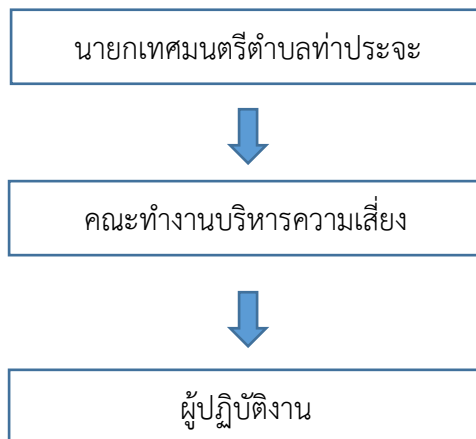 นายกเทศมนตรีตำบลท่าประจะ
คณะทำงานบริหารความเสี่ยง
ผู้ปฏิบัติงาน